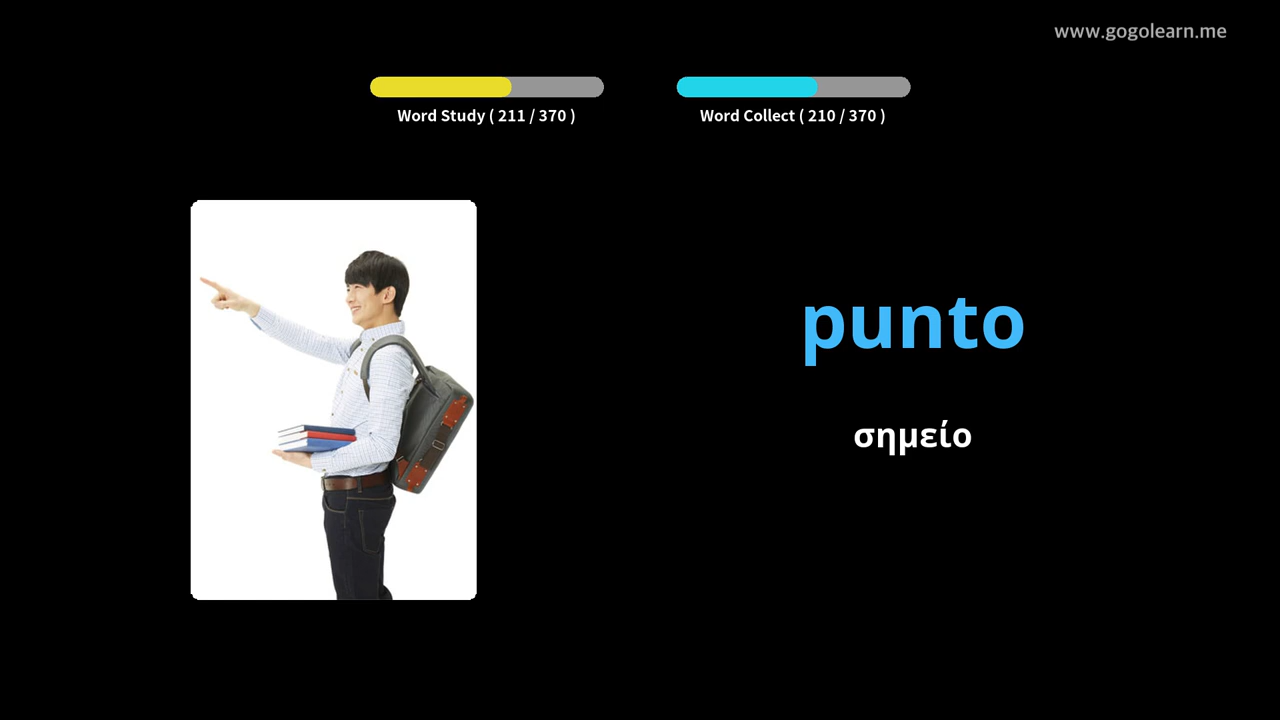 www.gogolearn.me
Word Study ( 211 / 370 )
Word Collect ( 210 / 370 )
punto
σημείο